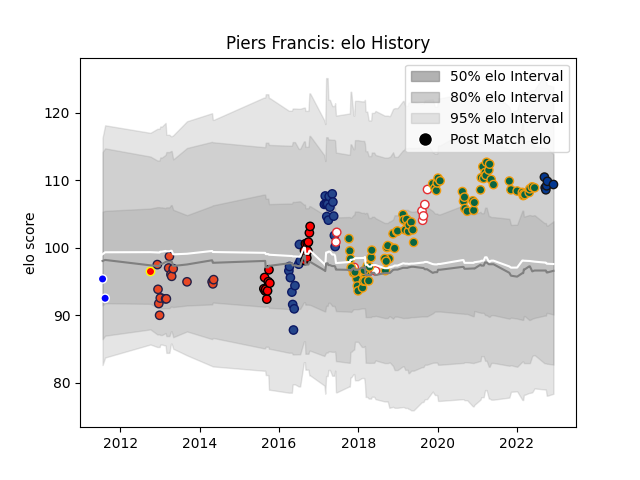 Piers Francis: elo History
50% elo Interval
80% elo Interval
95% elo Interval
Post Match elo
elo score
120
110
100
90
80
2012
2014
2016
2018
2020
2022